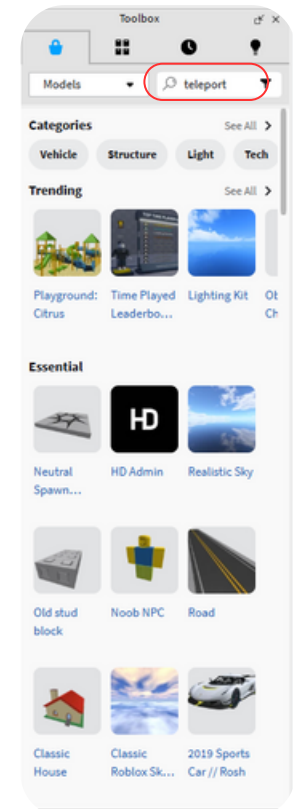 Toolbox
Models
teleport
Categories
See All
Vehicle
Structure
Light
Tech
Trending
See All
Playground: Time Played Lighting Kit Ob
Citrus Leaderbo... Ch
Essential
HD
Neutral HD Admin Realistic Sky
Spawn...
Old stud Noob NPC Road
block
Classic Classic 2019 Sports
House Roblox Sk... Car // Rosh